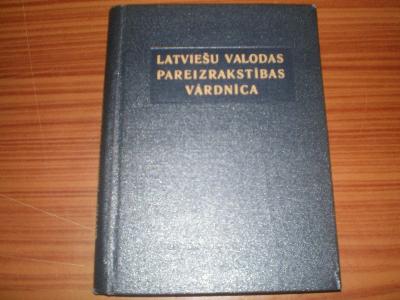 LATVIEŠU VALODAS
PAREIZRAKSTĪBAS
VĀRDNĪCA